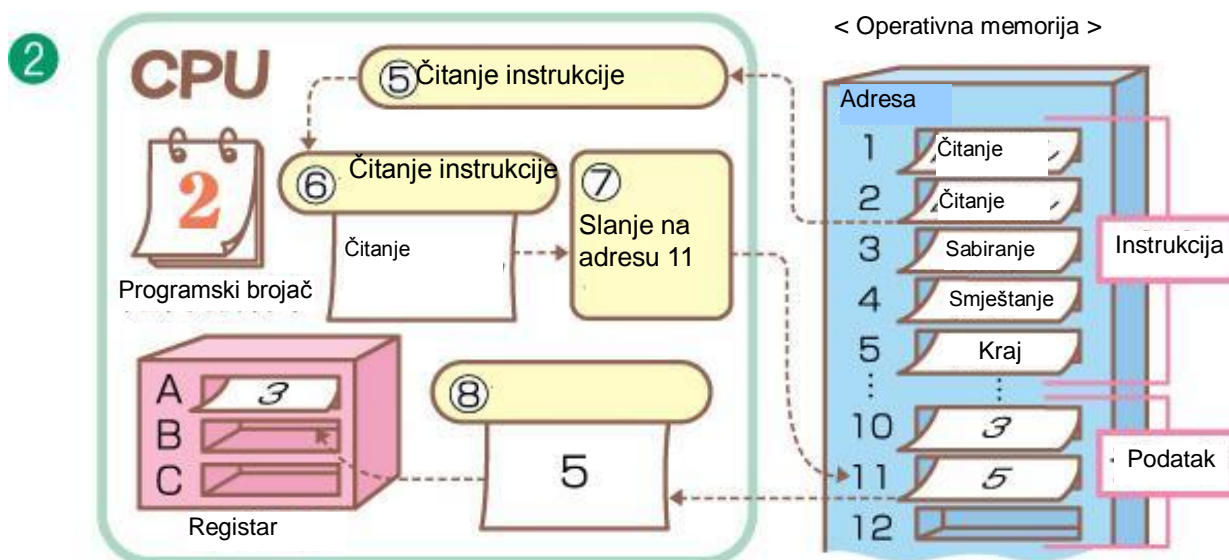 2
CPU
⑤ Čitanje instrukcije
2
Programski brojač
⑥ Čitanje instrukcije
Čitanje
⑦
Slanje na
adresu 11
A 3
B
C
Registar
⑧
5
< Operativna memorija >
Adresa
1 Čitanje
2 Čitanje
3 Sabiranje
4 Smještanje
5 Kraj
10 3
11 5
12
Instrukcija
Podatak